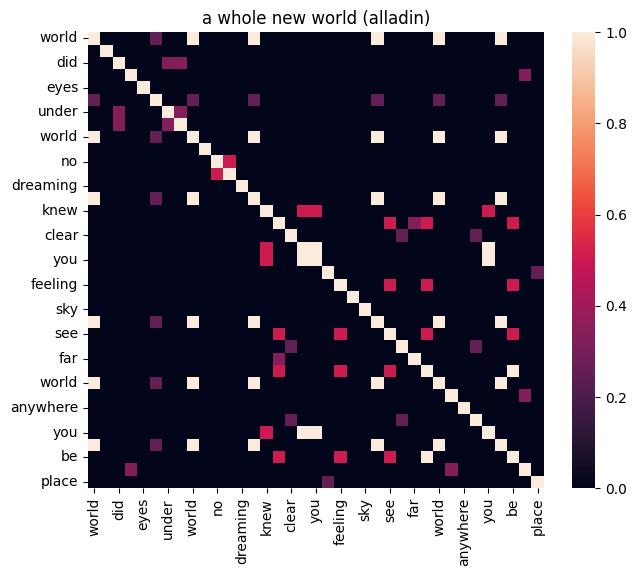 a whole new world (alladin)
world
did
eyes
under
world
no
dreaming
knew
clear
you
feeling
sky
see
far
world
anywhere
you
be
place
world
did
eyes
under
world
no
dreaming
knew
clear
you
feeling
sky
see
far
world
anywhere
you
be
place
1.0
0.8
0.6
0.4
0.2
0.0